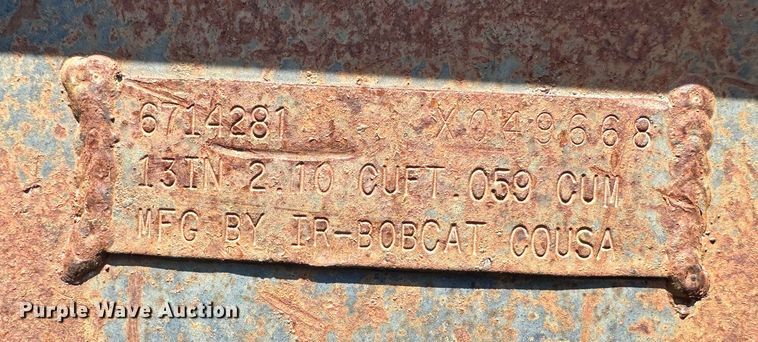 6714281 X049668
13IN 2.10 CUFT .059 CUM
MFG BY IR-BOBCAT COUSA
Purple Wave Auction